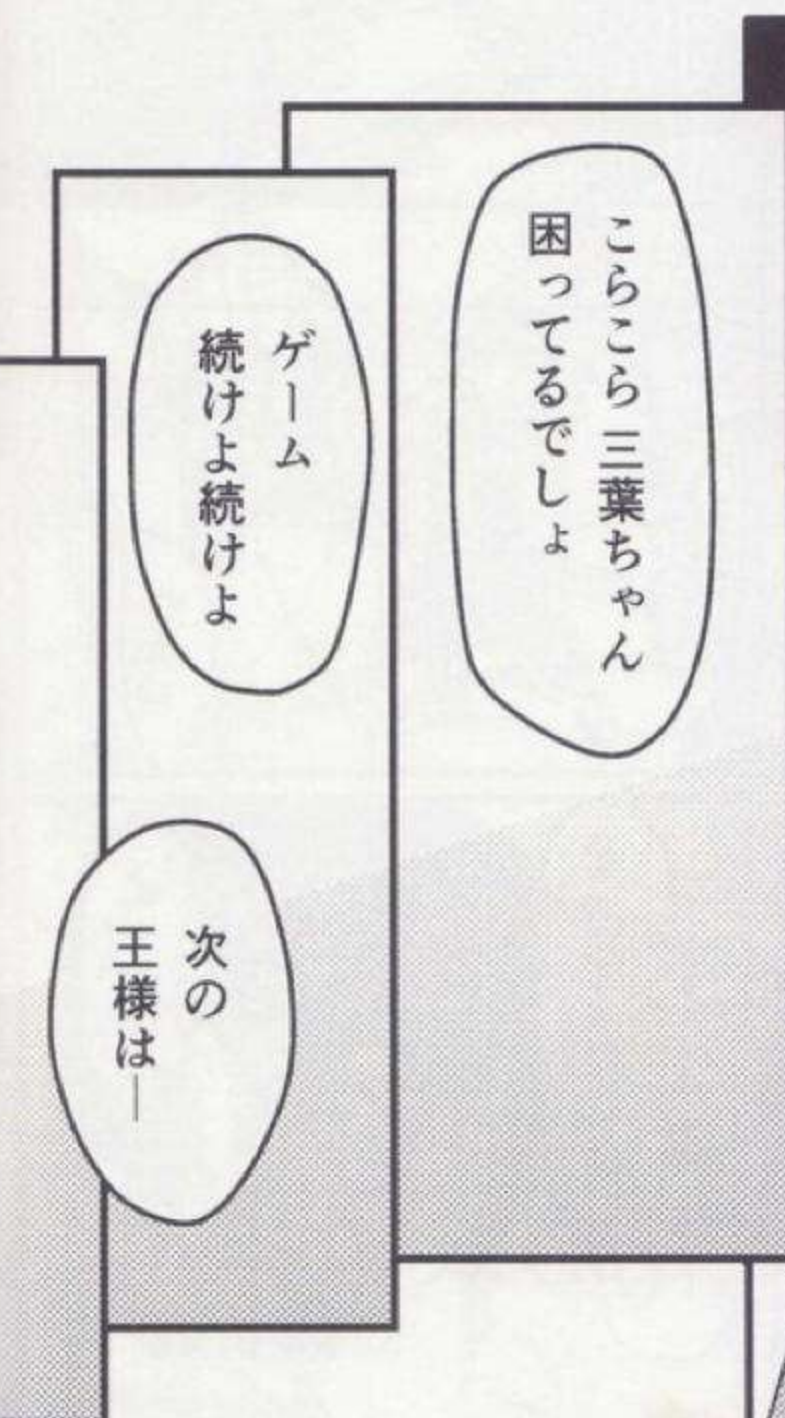 こらこら 三葉ちゃん
困ってるでしょ
ゲーム
続けよ続けよ
次の
王様は―